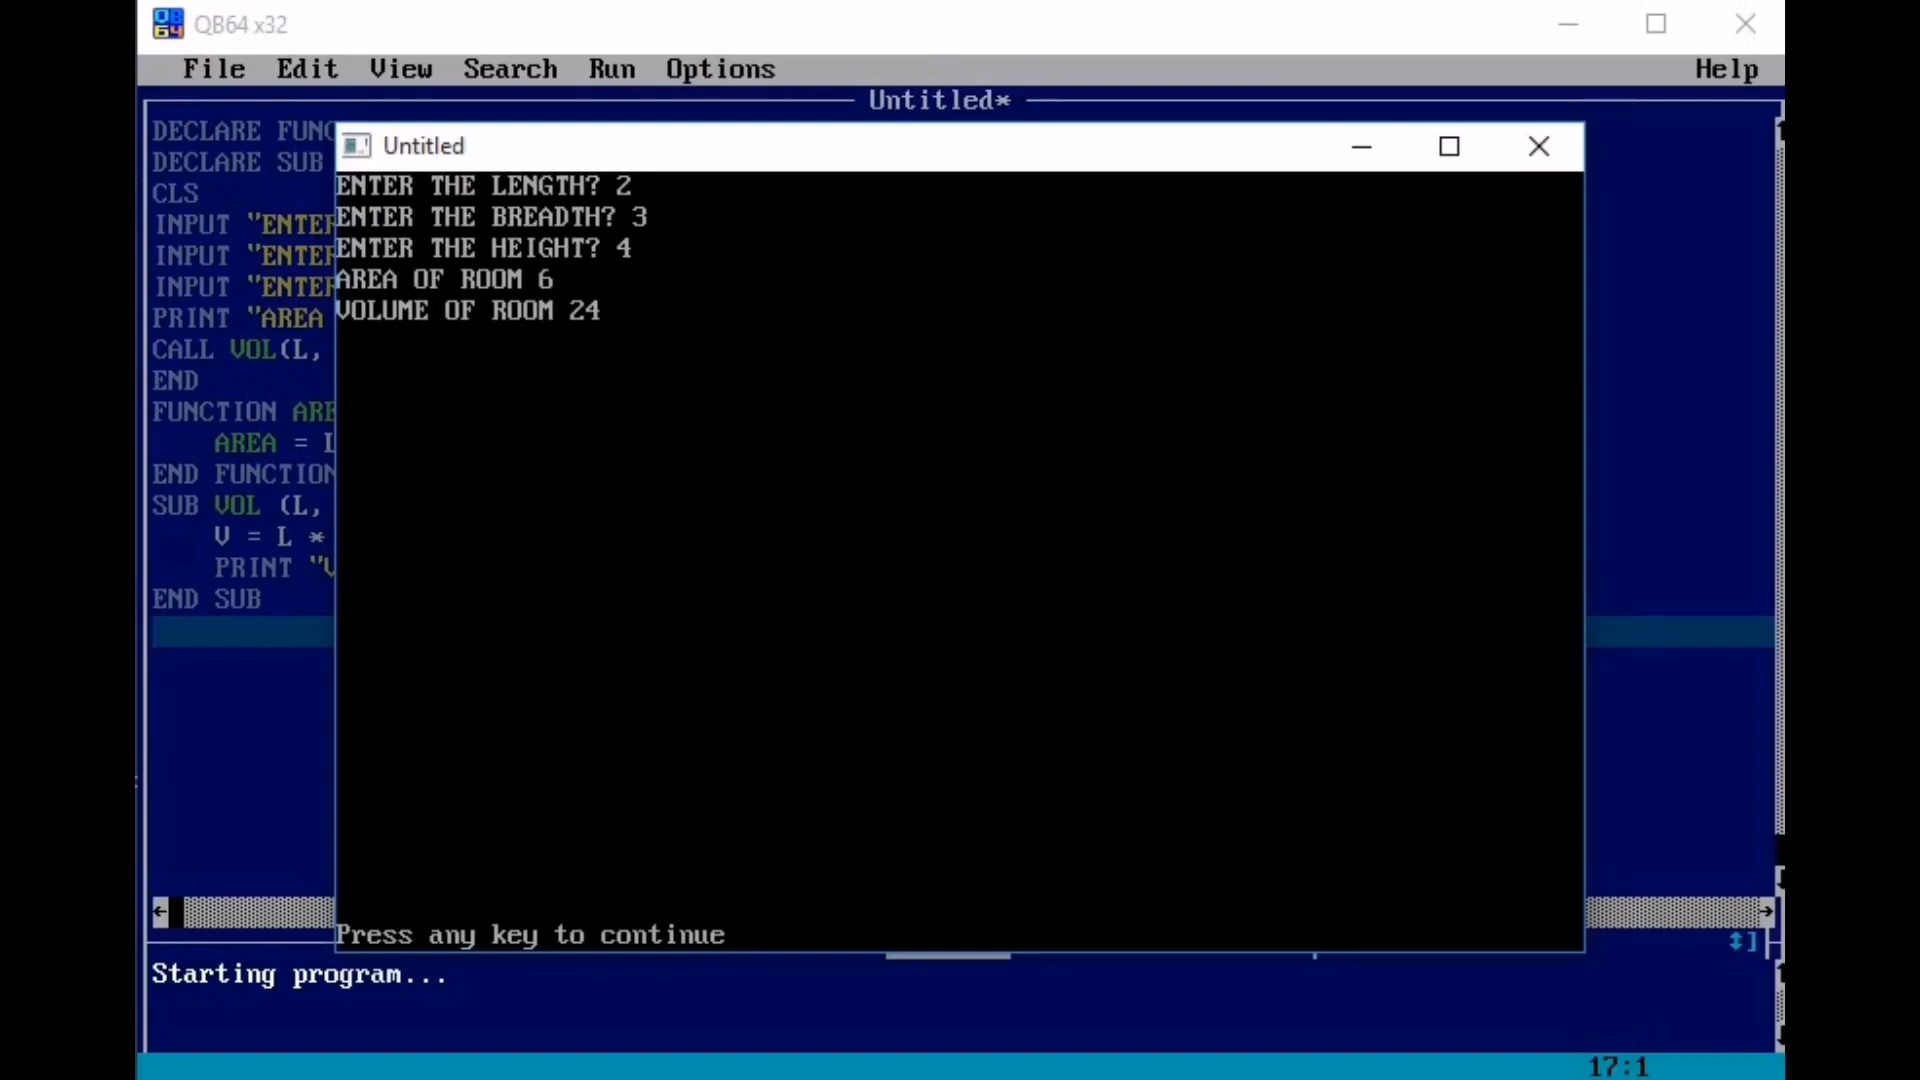 QB64 x32
File Edit View Search Run Options Help
Untitled*
DECLARE FUNC
DECLARE SUB
CLS
INPUT "ENTER
INPUT "ENTER
INPUT "ENTER
PRINT "AREA
CALL VOL(L,
END
FUNCTION ARE
AREA = L
END FUNCTION
SUB VOL (L,
V = L *
PRINT "V
END SUB
Untitled
ENTER THE LENGTH? 2
ENTER THE BREADTH? 3
ENTER THE HEIGHT? 4
AREA OF ROOM 6
VOLUME OF ROOM 24
Press any key to continue
Starting program...
17:1